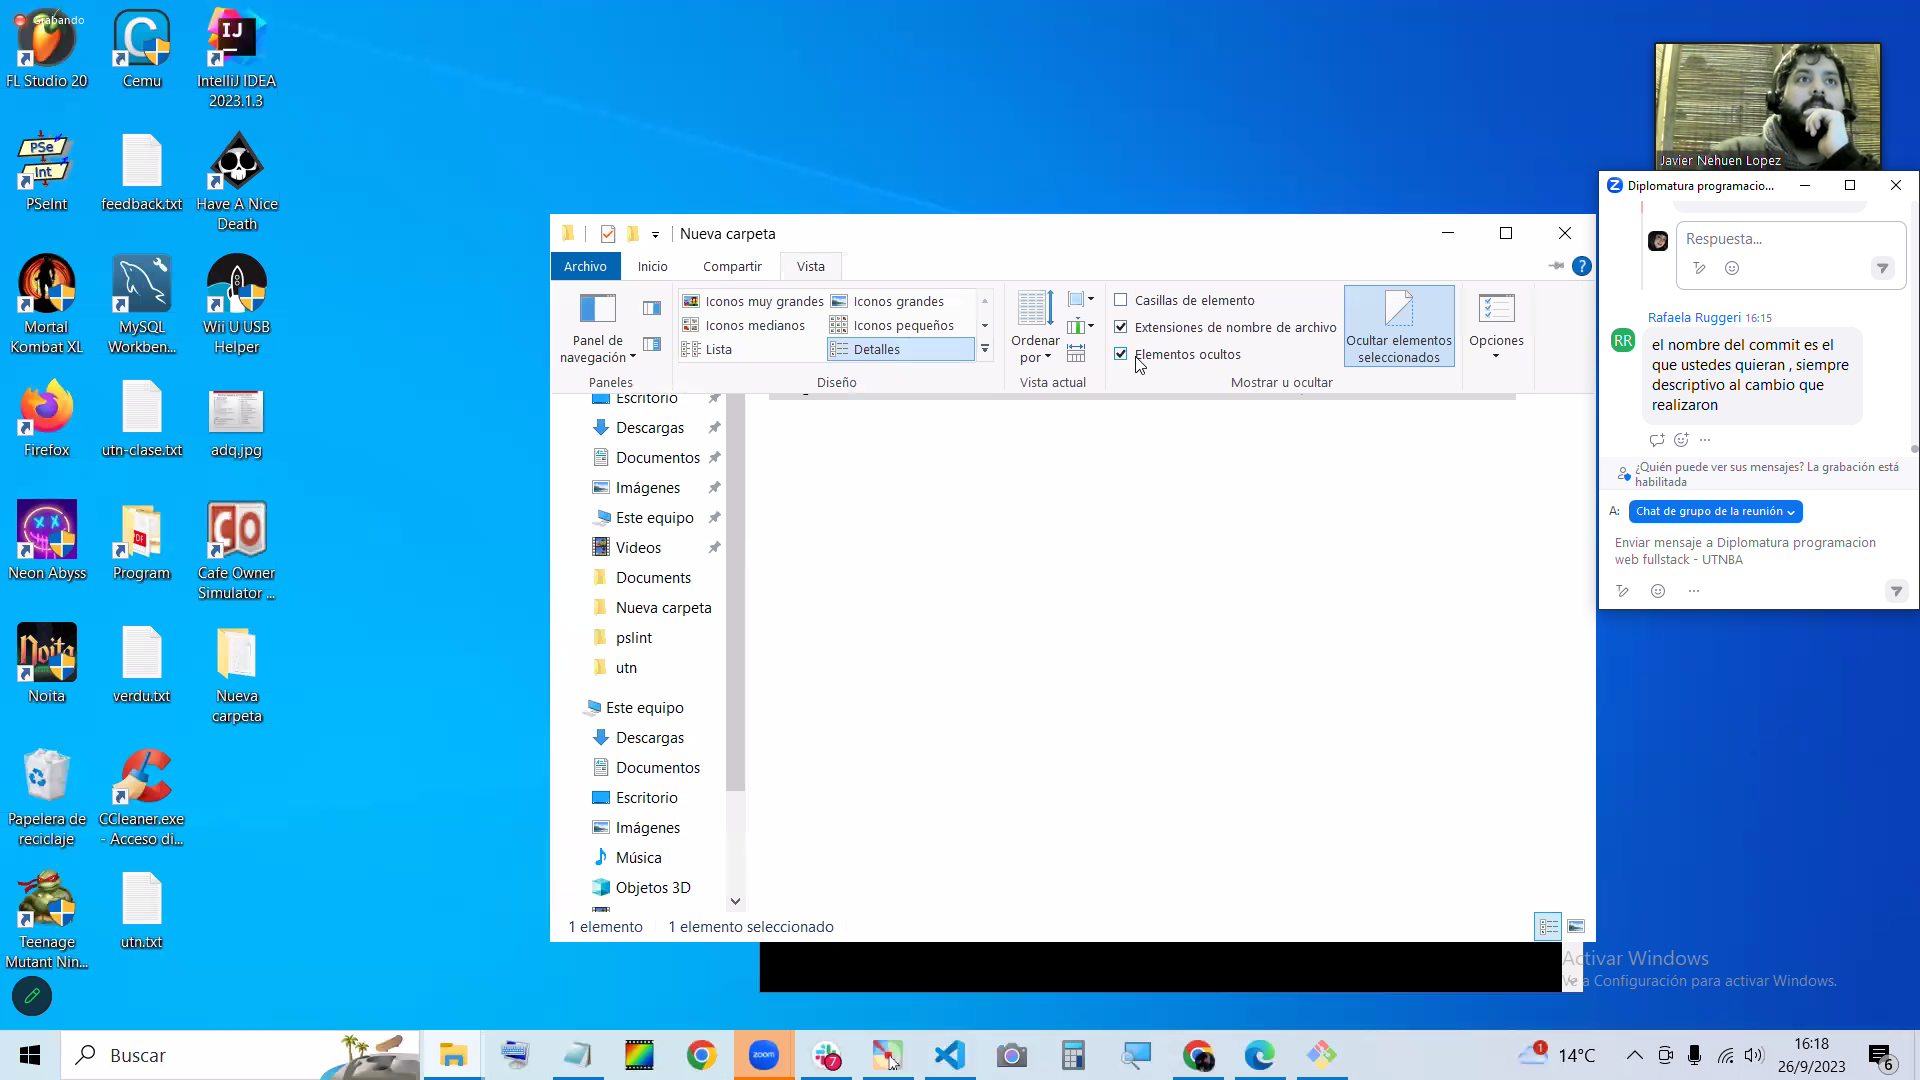 Grabando
FL Studio 20
Cemu
IntelliJ IDEA
2023.1.3
PSeInt
feedback.txt
Have A Nice
Death
Mortal
Kombat XL
MySQL
Workben...
Wii U USB
Helper
Firefox
utn-clase.txt
adq.jpg
Neon Abyss
Program
Cafe Owner
Simulator ...
Noita
verdu.txt
Nueva
carpeta
Papelera de
reciclaje
CCleaner.exe
- Acceso di...
Teenage
Mutant Nin...
utn.txt
Nueva carpeta
Archivo
Inicio
Compartir
Vista
Panel de
navegación
Paneles
Iconos muy grandes
Iconos grandes
Iconos medianos
Iconos pequeños
Lista
Detalles
Diseño
Ordenar
por
Vista actual
Casillas de elemento
Extensiones de nombre de archivo
Elementos ocultos
Mostrar u ocultar
Ocultar elementos
seleccionados
Opciones
Escritorio
Descargas
Documentos
Imágenes
Este equipo
Videos
Documents
Nueva carpeta
pslint
utn
Este equipo
Descargas
Documentos
Escritorio
Imágenes
Música
Objetos 3D
1 elemento
1 elemento seleccionado
Javier Nehuen Lopez
Diplomatura programacio...
Respuesta...
Rafaela Ruggeri 16:15
RR
el nombre del commit es el
que ustedes quieran , siempre
descriptivo al cambio que
realizaron
¿Quién puede ver sus mensajes? La grabación está
habilitada
A:
Chat de grupo de la reunión
Enviar mensaje a Diplomatura programacion
web fullstack - UTNBA
Activar Windows
Ve a Configuración para activar Windows.
Buscar
zoom
7
1
14°C
16:18
26/9/2023
6